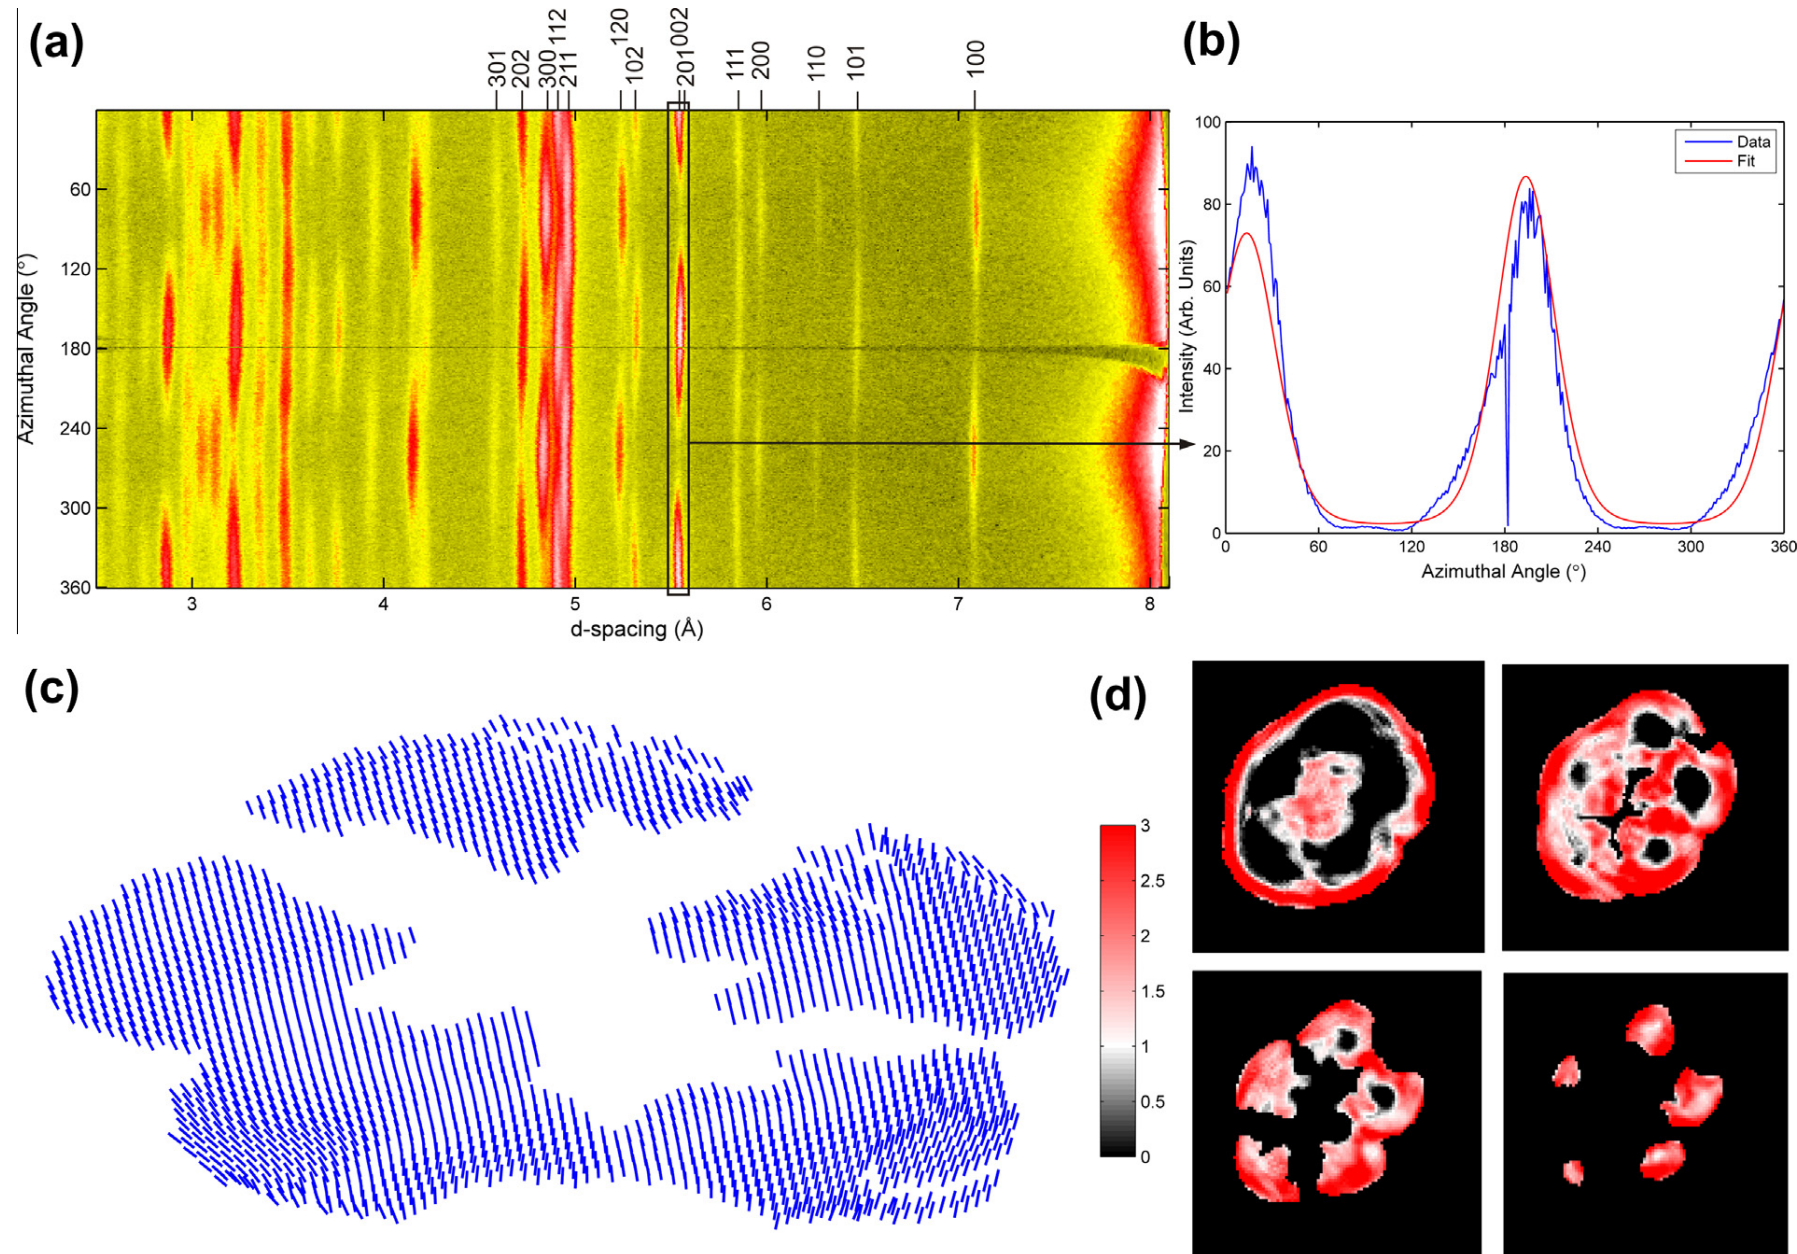 (a)
301
202
300
112
211
120
102
002
201
111
200
110
101
100
60
120
180
240
300
360
Azimuthal Angle (°)
3 4 5 6 7 8
d-spacing (Å)
(b)
100
80
60
40
20
0
Intensity (Arb. Units)
Data
Fit
0 60 120 180 240 300 360
Azimuthal Angle (°)
(c)
(d)
3
2.5
2
1.5
1
0.5
0